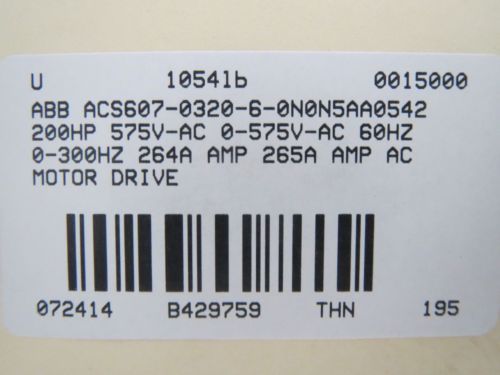 U 1054lb 0015000
ABB ACS607-0320-6-0N0N5AA0542
200HP 575V-AC 0-575V-AC 60HZ
0-300HZ 264A AMP 265A AMP AC
MOTOR DRIVE
072414 B429759 THN 195